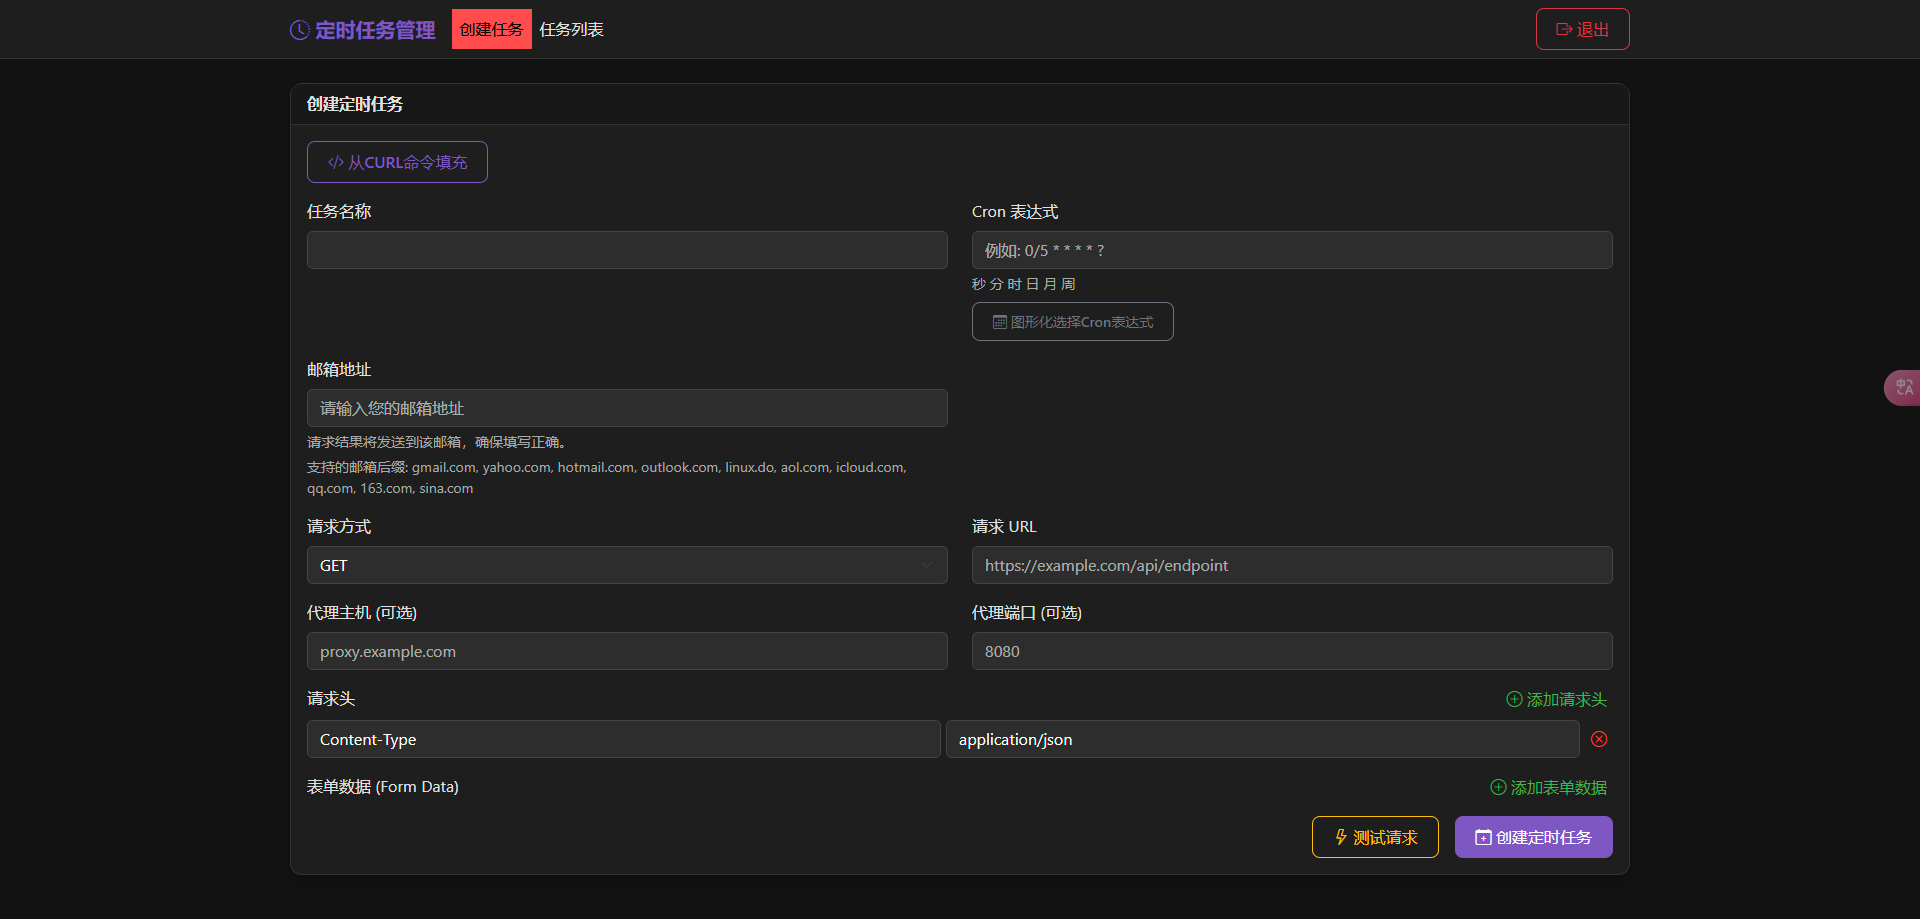 定时任务管理 创建任务 任务列表 退出
创建定时任务
</> 从CURL命令填充
任务名称
Cron 表达式
例如: 0/5 * * * * ?
秒 分 时 日 月 周
图形化选择Cron表达式
邮箱地址
请输入您的邮箱地址
请求结果将发送到该邮箱，确保填写正确。
支持的邮箱后缀: gmail.com, yahoo.com, hotmail.com, outlook.com, linux.do, aol.com, icloud.com,
qq.com, 163.com, sina.com
请求方式
GET
请求 URL
https://example.com/api/endpoint
代理主机 (可选)
proxy.example.com
代理端口 (可选)
8080
请求头 添加请求头
Content-Type application/json
表单数据 (Form Data) 添加表单数据
测试请求 创建定时任务
中 A